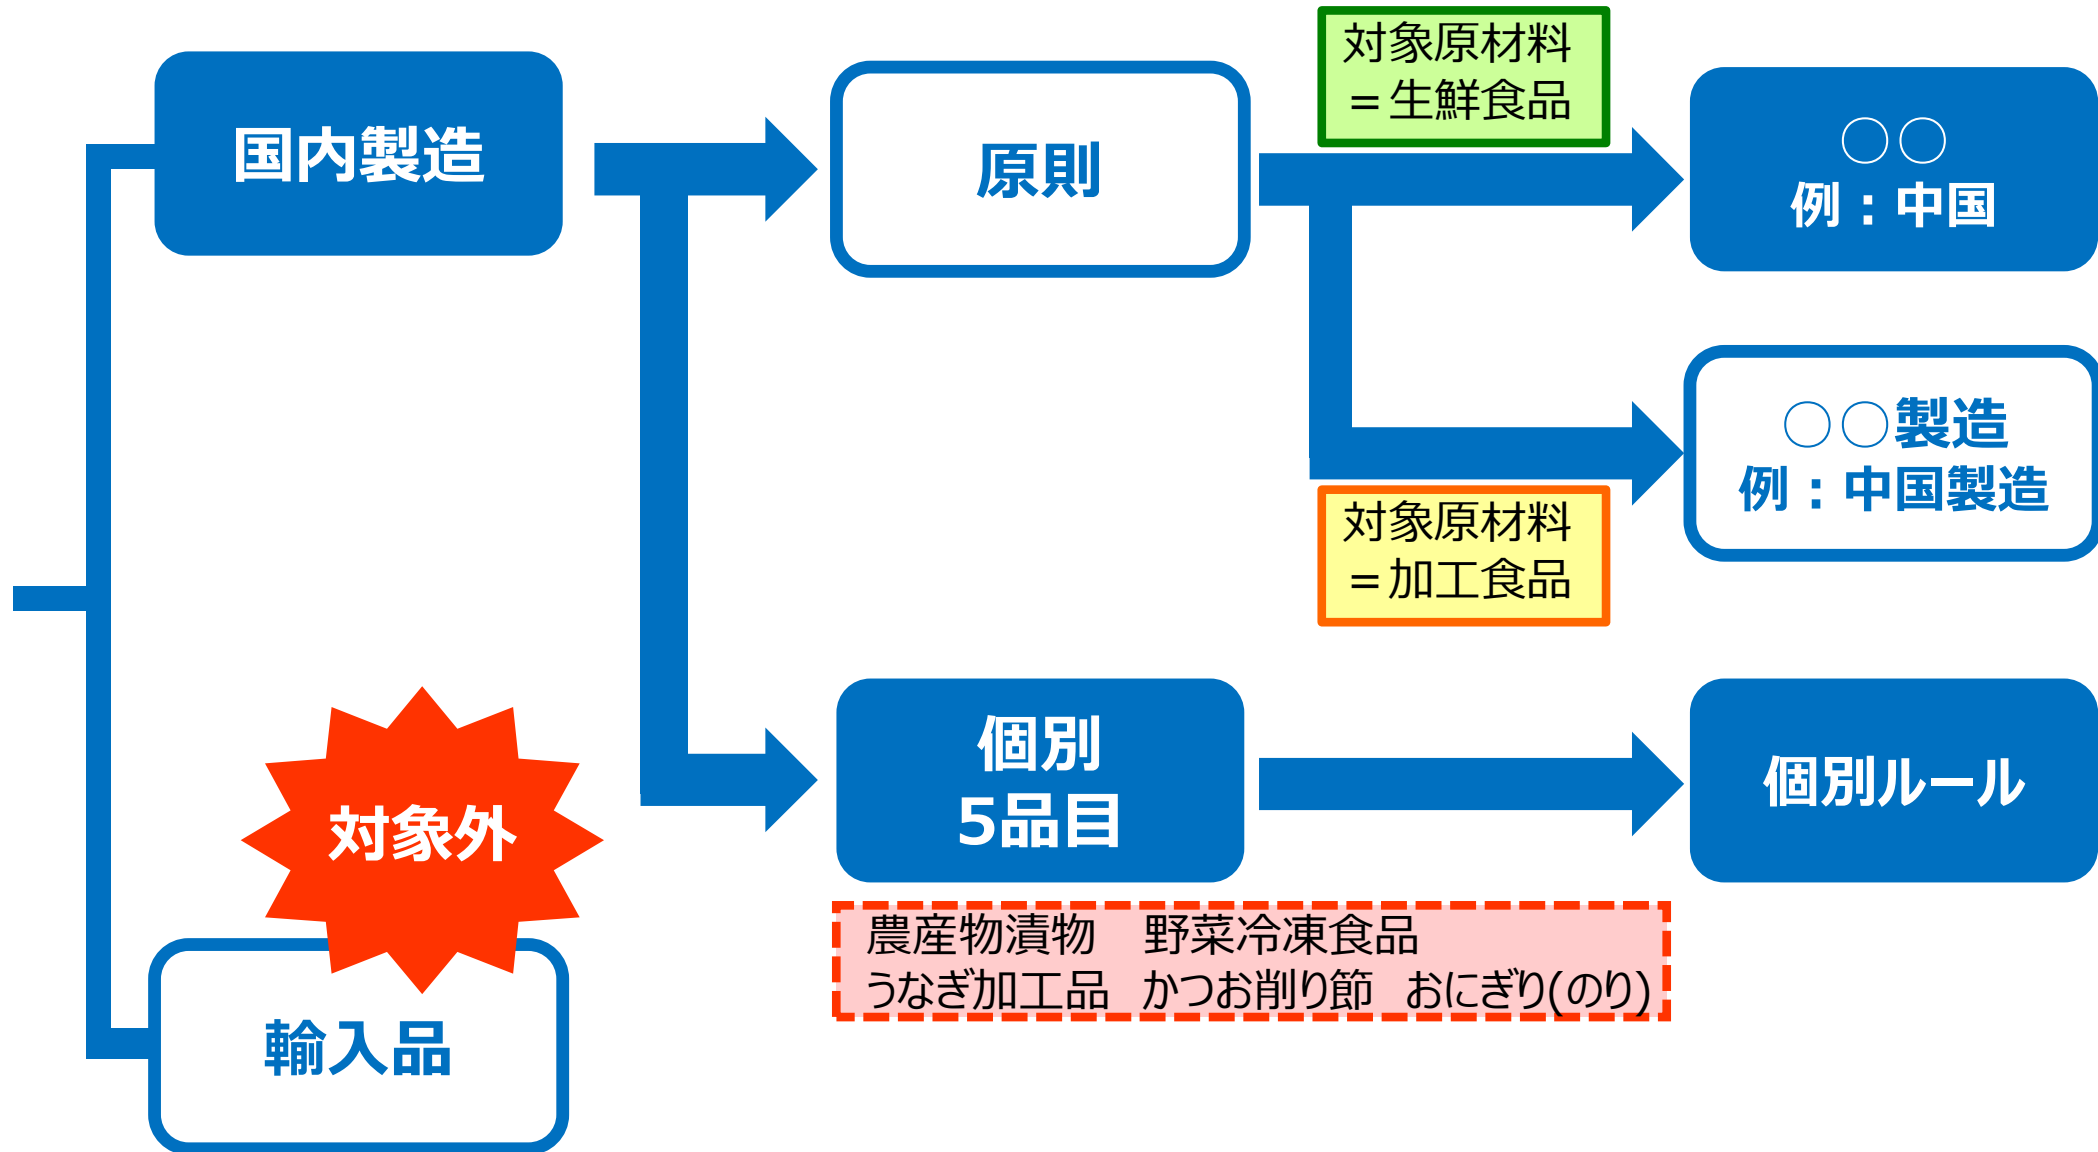 国内製造
原則
対象原材料
＝生鮮食品
○○
例：中国
○○製造
例：中国製造
対象原材料
＝加工食品
個別
5品目
個別ルール
農産物漬物　野菜冷凍食品
うなぎ加工品　かつお削り節　おにぎり(のり)
対象外
輸入品